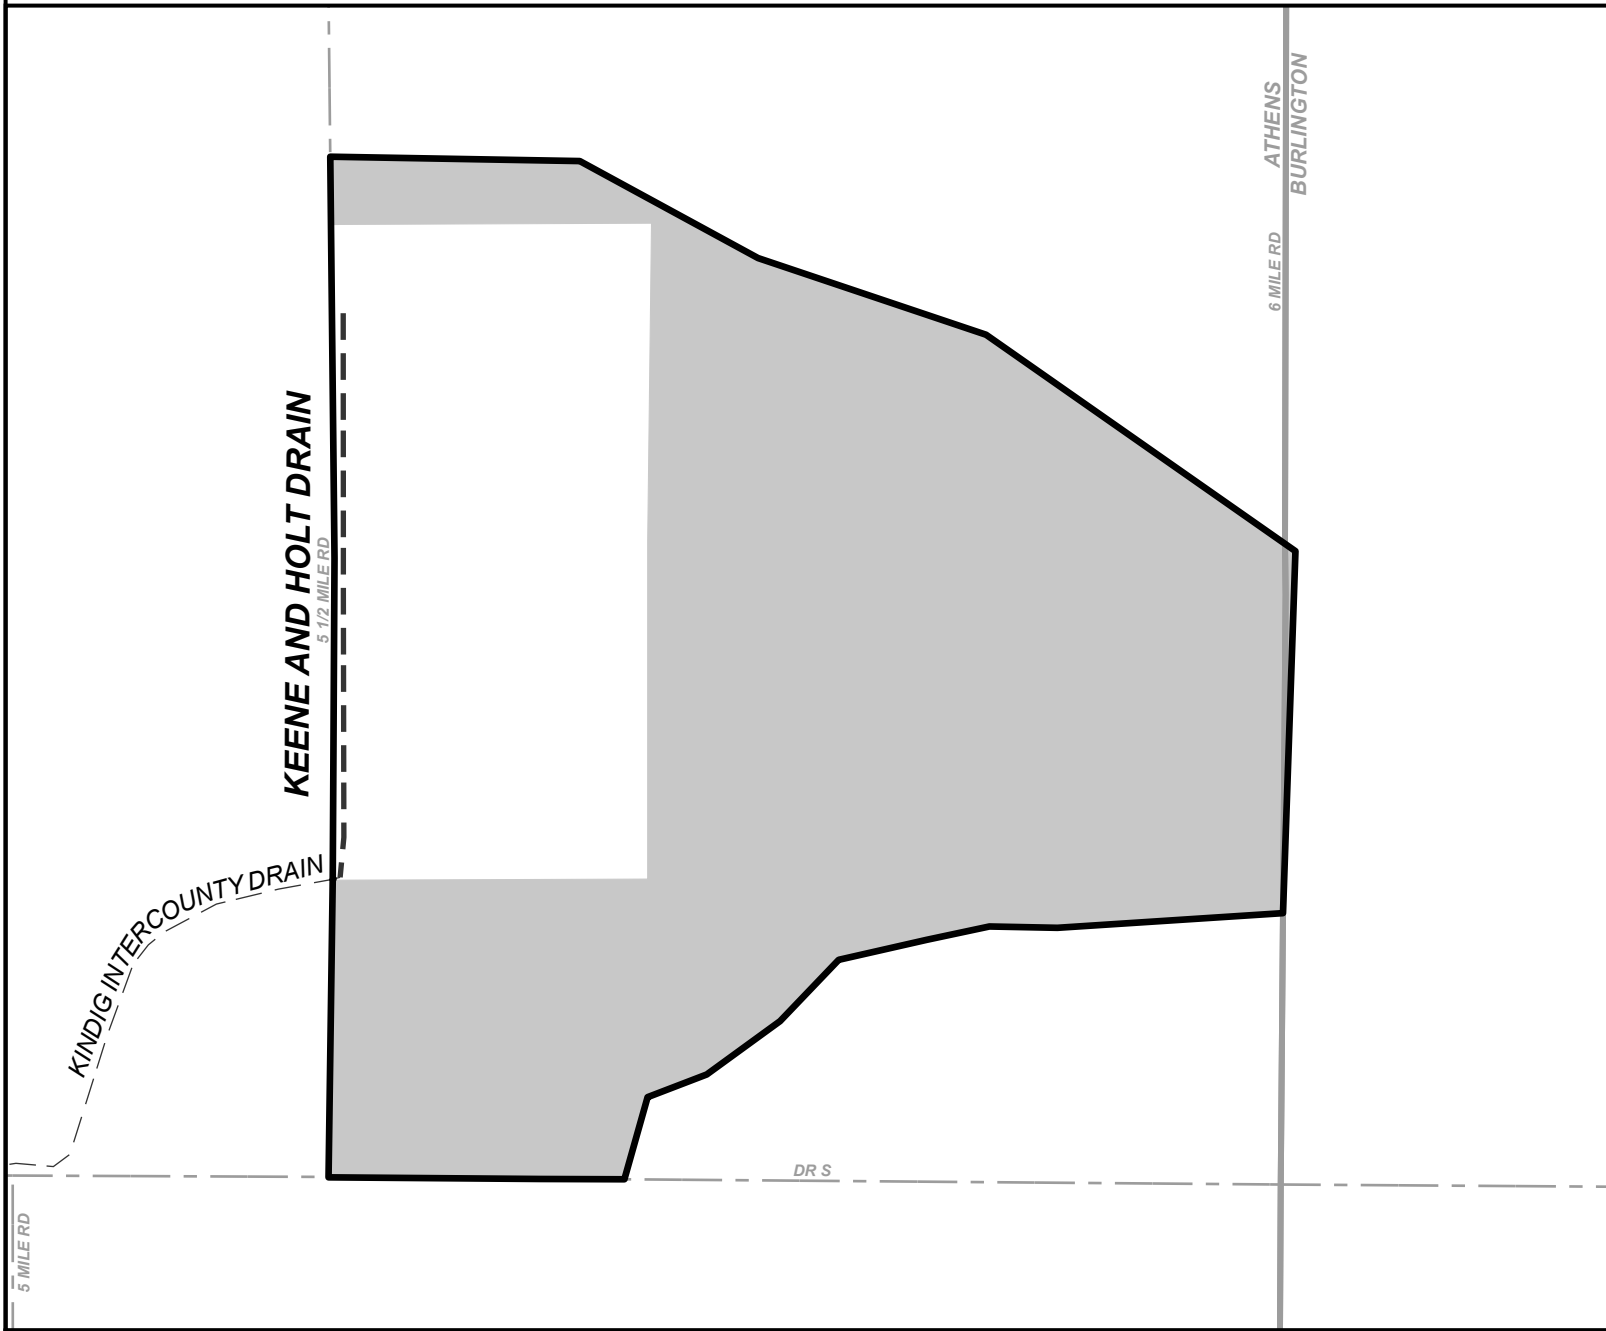 ATHENS
BURLINGTON
6 MILE RD
KEENE AND HOLT DRAIN
5 1/2 MILE RD
KINDIG INTERCOUNTY DRAIN
DR S
5 MILE RD